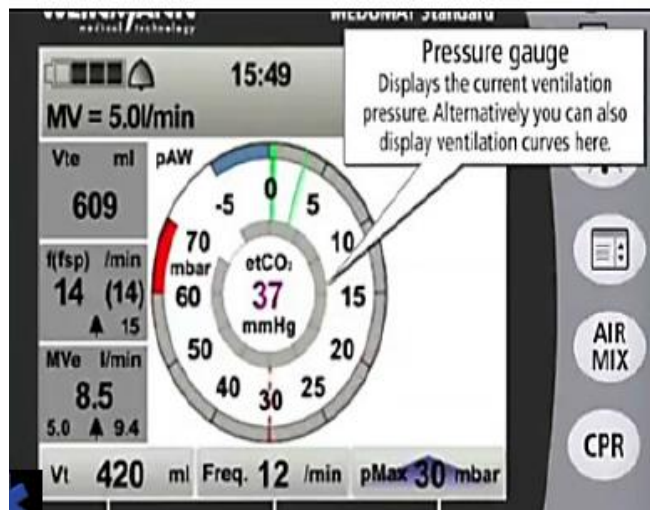 WEINMANN
medical technology
MEDUMAT Standard
15:49
MV = 5.0l/min
Pressure gauge
Displays the current ventilation
pressure. Alternatively you can also
display ventilation curves here.
Vte ml
609
pAW
-5 0 5
70 10
mbar
60 15
50 20
40 30 25
etCO₂
37
mmHg
f(fsp) /min
14 (14)
15
MVe l/min
8.5
5.0 9.4
AIR
MIX
CPR
Vt 420 ml Freq. 12 /min pMax 30 mbar